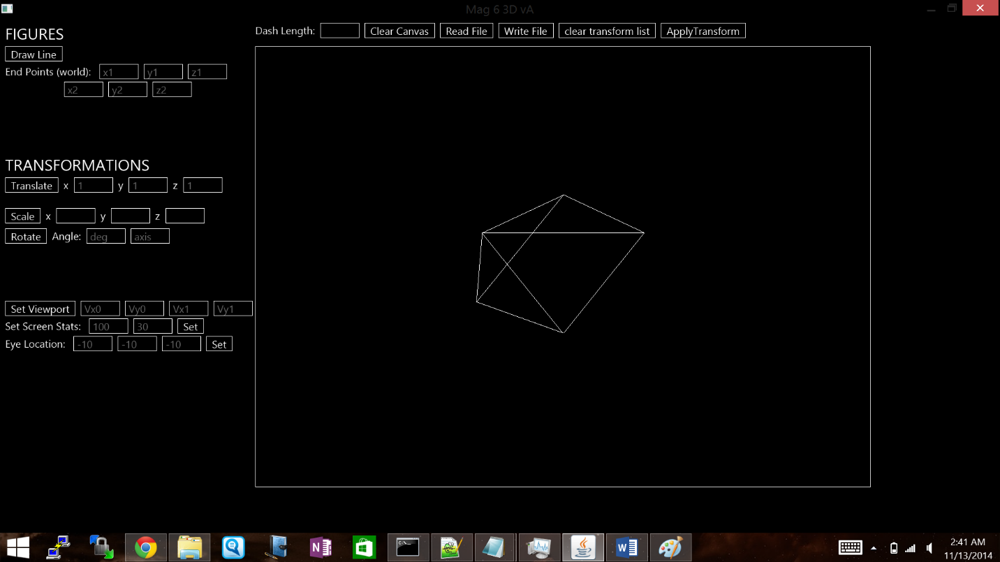 Mag 6 3D vA
FIGURES
Dash Length: Clear Canvas Read File Write File clear transform list ApplyTransform
Draw Line
End Points (world): x1 y1 z1
x2 y2 z2
TRANSFORMATIONS
Translate x 1 y 1 z 1
Scale x y z
Rotate Angle: deg axis
Set Viewport Vx0 Vy0 Vx1 Vy1
Set Screen Stats: 100 30 Set
Eye Location: -10 -10 -10 Set
2:41 AM
11/13/2014